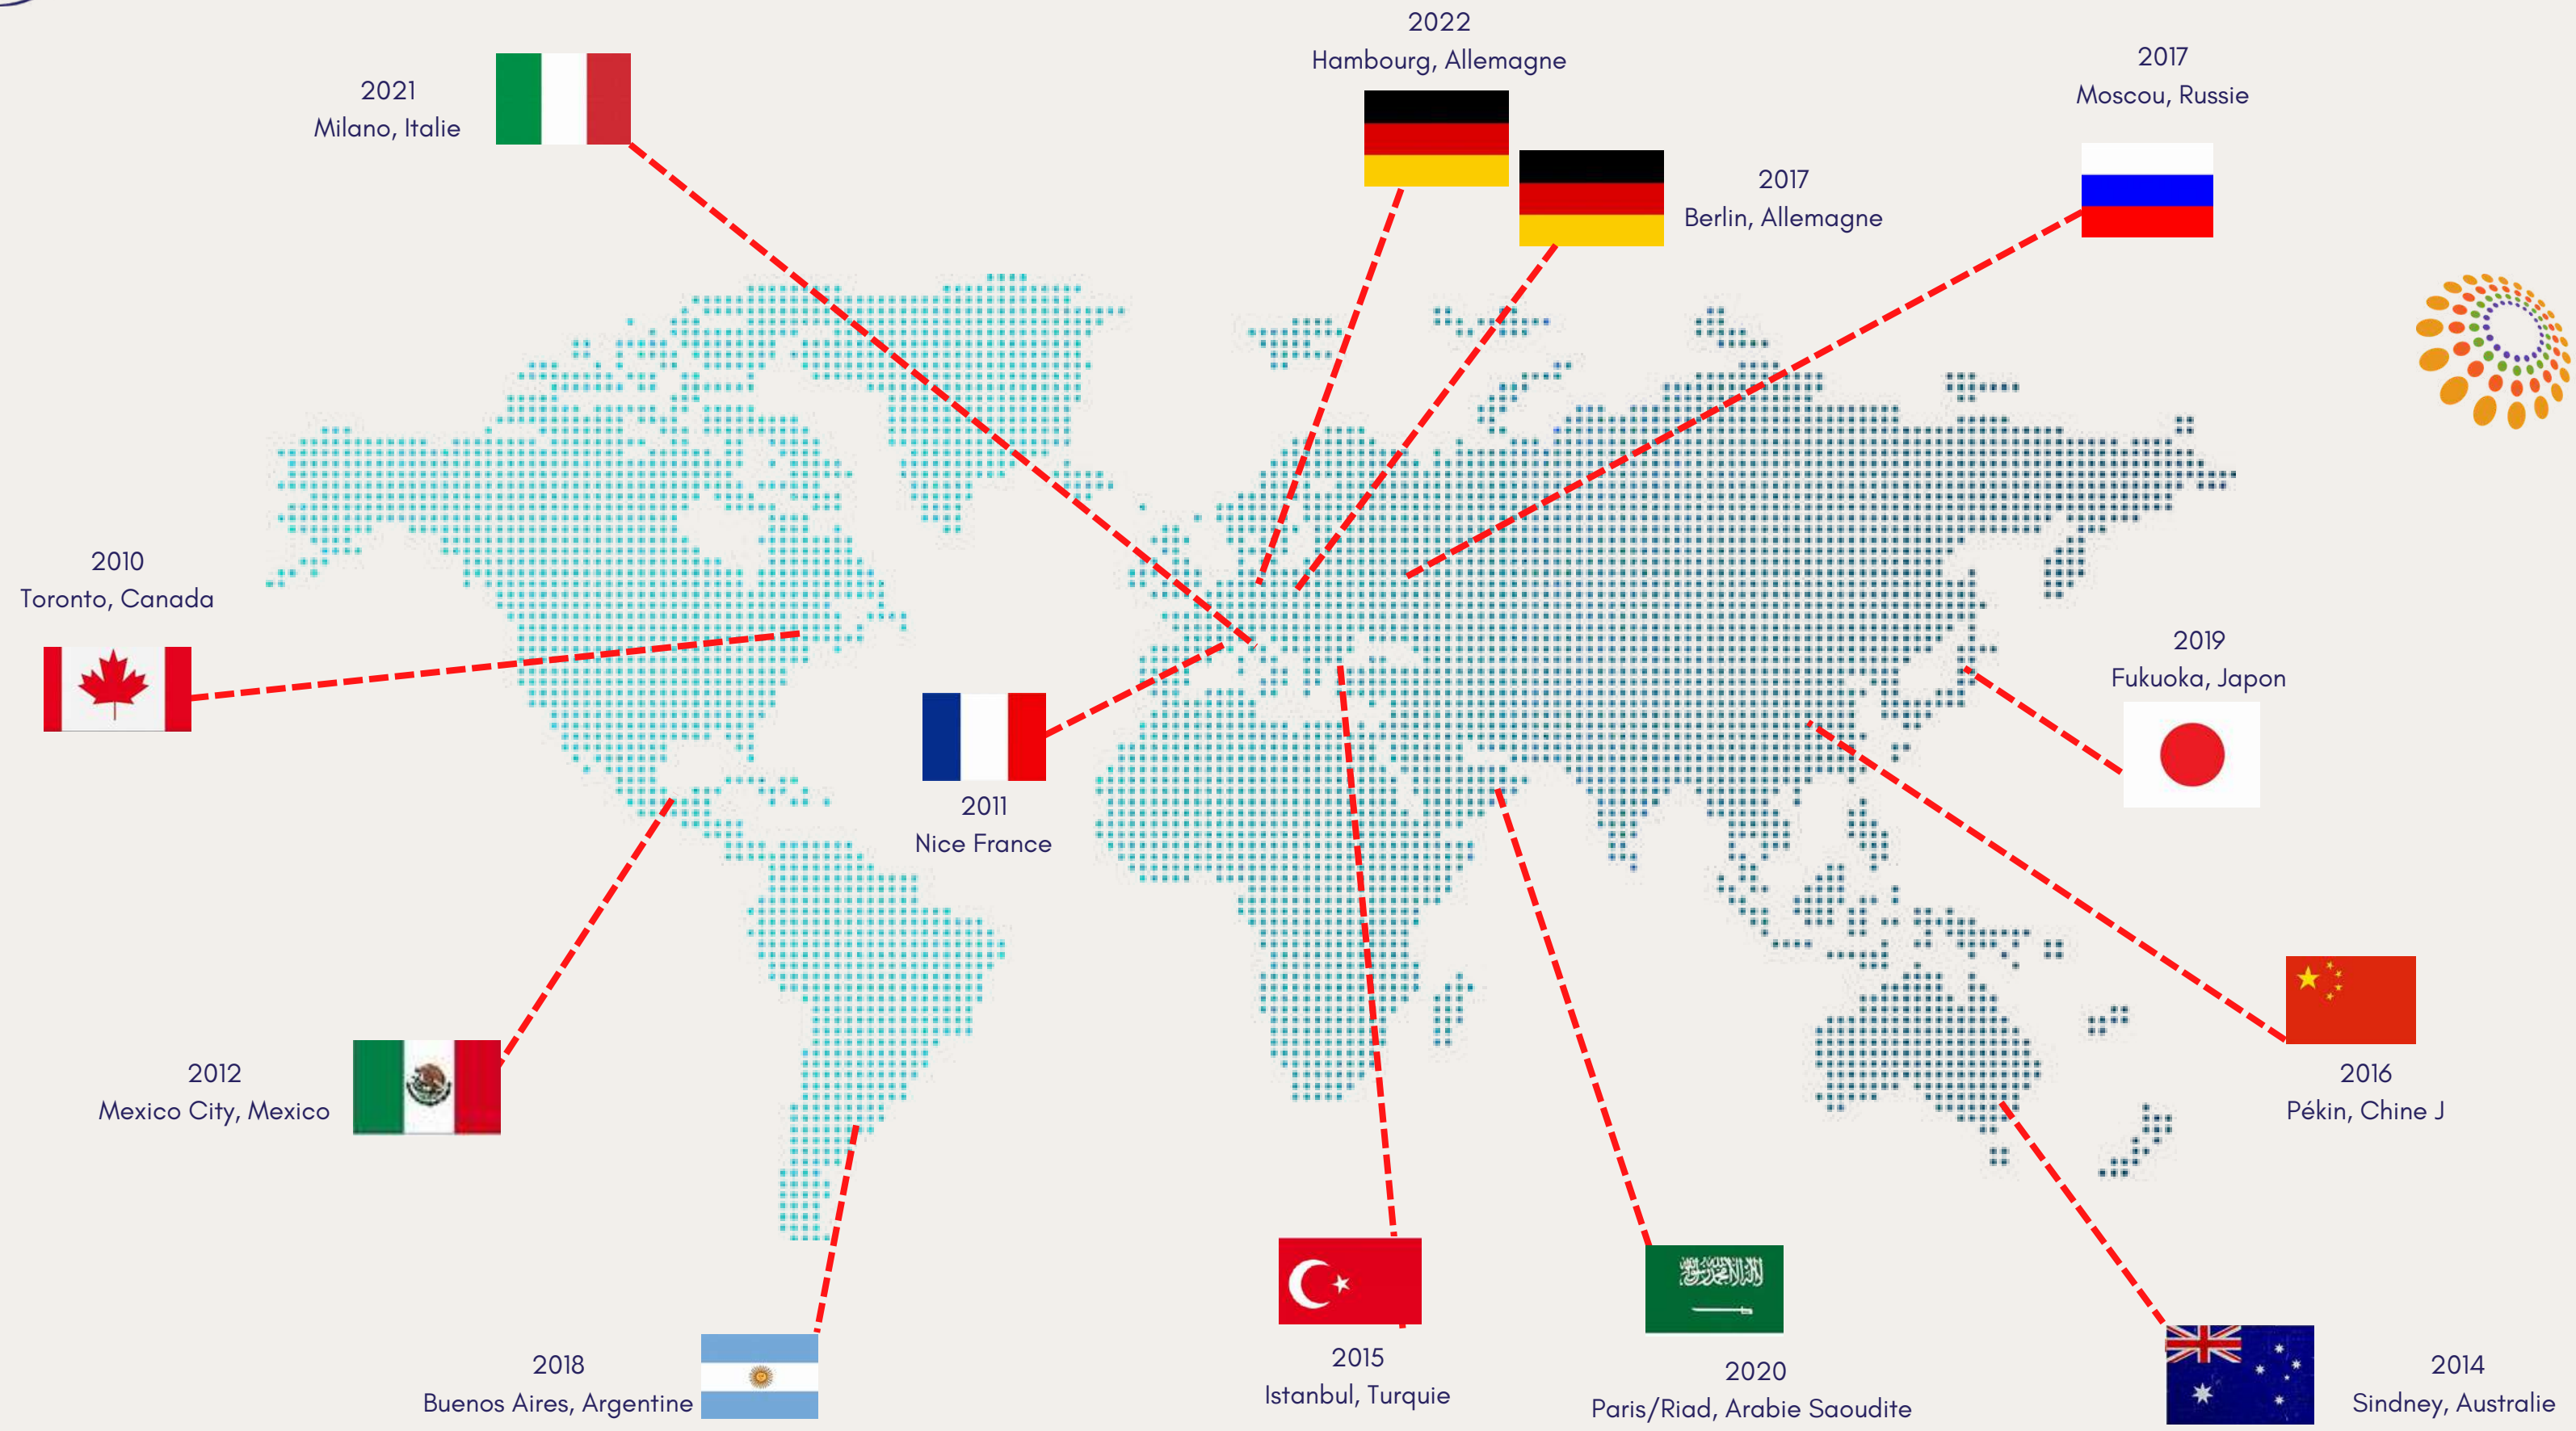 2022
Hambourg, Allemagne
2017
Moscou, Russie
2021
Milano, Italie
2017
Berlin, Allemagne
2010
Toronto, Canada
2019
Fukuoka, Japon
2011
Nice France
2012
Mexico City, Mexico
2016
Pékin, Chine J
2018
Buenos Aires, Argentine
2015
Istanbul, Turquie
2020
Paris/Riad, Arabie Saoudite
2014
Sindney, Australie